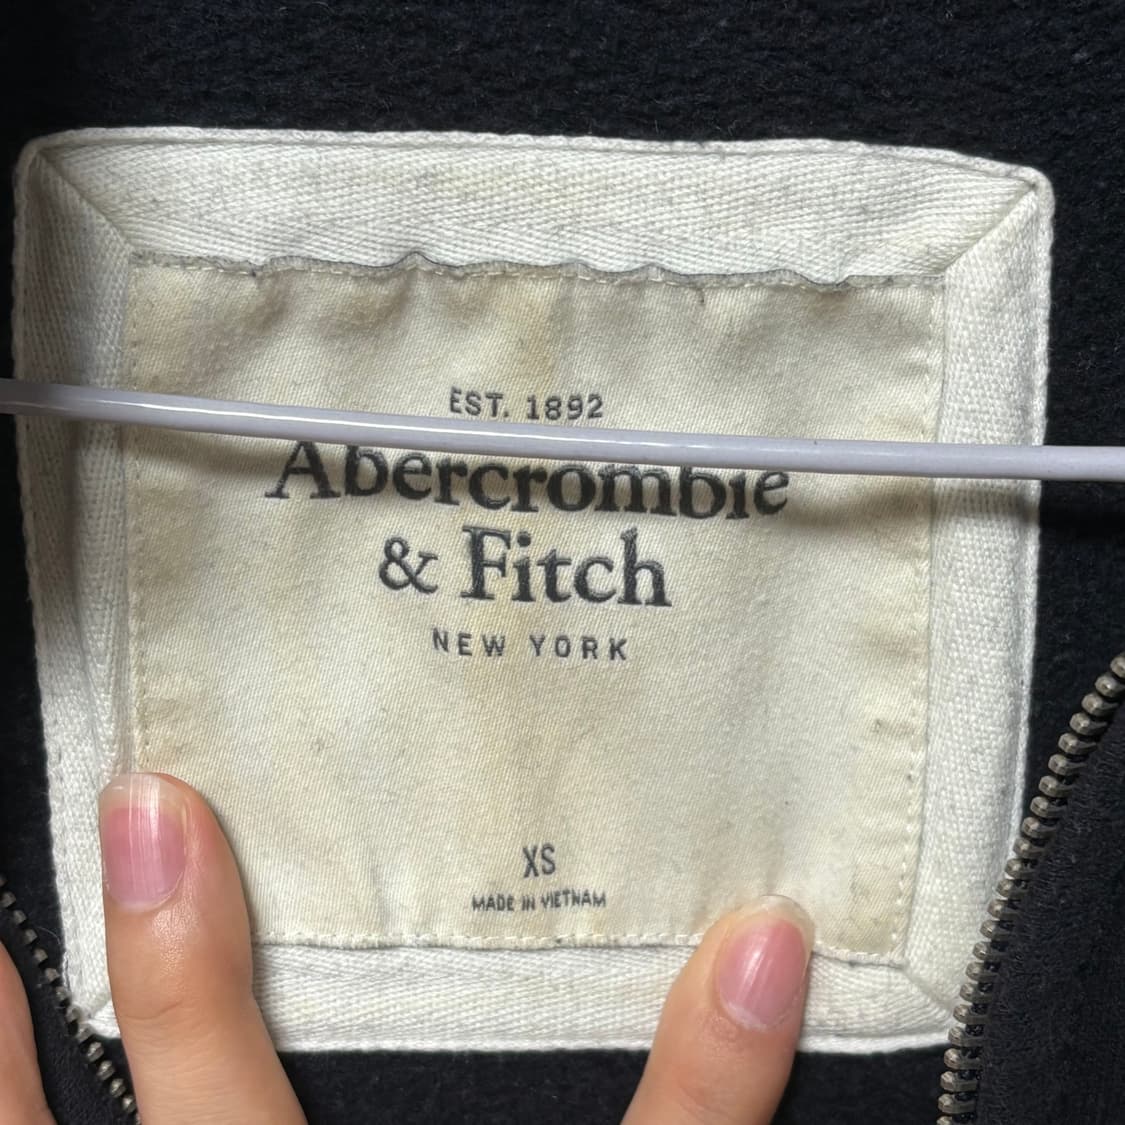 EST. 1892
Abercrombie
& Fitch
NEW YORK
XS
MADE IN VIETNAM